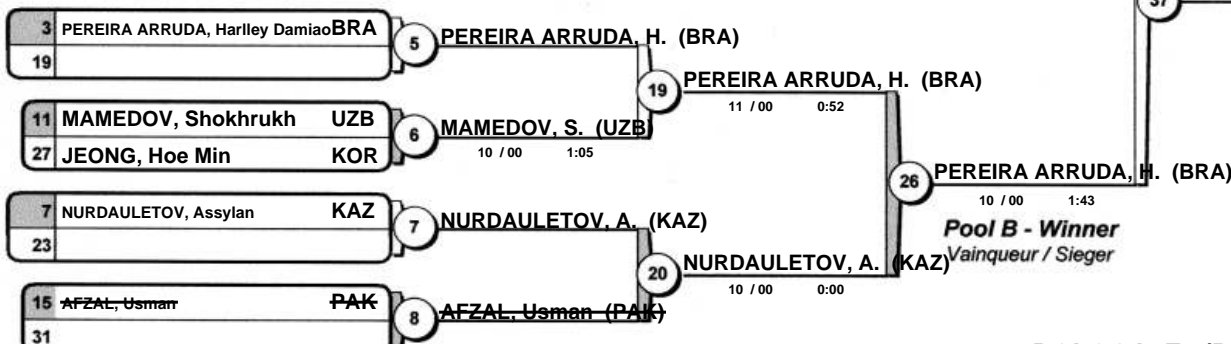 37
3 PEREIRA ARRUDA, Harlley Damiao BRA
19
5
PEREIRA ARRUDA, H. (BRA)
19
PEREIRA ARRUDA, H. (BRA)
11 / 00 0:52
11 MAMEDOV, Shokhrukh UZB
27 JEONG, Hoe Min KOR
6
MAMEDOV, S. (UZB)
10 / 00 1:05
26
PEREIRA ARRUDA, H. (BRA)
10 / 00 1:43
Pool B - Winner
Vainqueur / Sieger
7 NURDAULETOV, Assylan KAZ
23
7
NURDAULETOV, A. (KAZ)
20
NURDAULETOV, A. (KAZ)
10 / 00 0:00
15 AFZAL, Usman PAK
31
8
AFZAL, Usman (PAK)